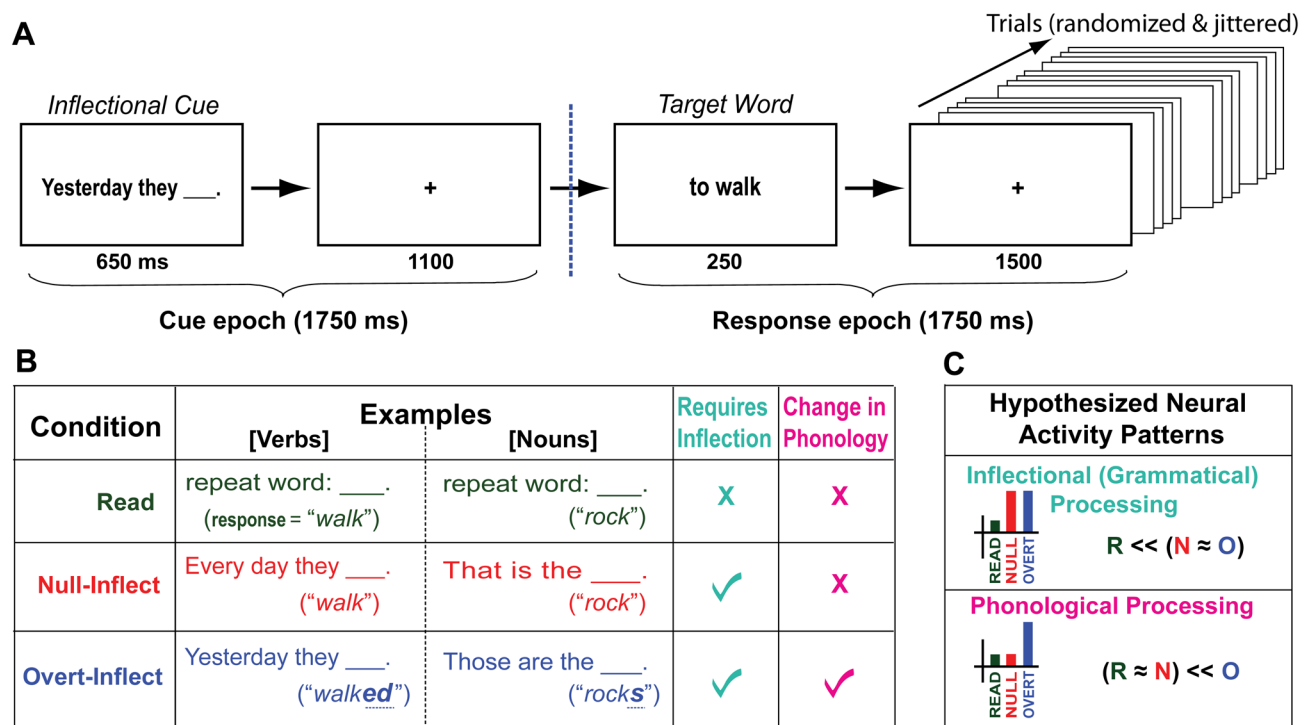 A
Trials (randomized & jittered)
Inflectional Cue
Target Word
Yesterday they ___.
+
to walk
+
650 ms
1100
250
1500
Cue epoch (1750 ms)
Response epoch (1750 ms)
B
Condition
Examples
[Verbs]
[Nouns]
Requires
Inflection
Change in
Phonology
Read
repeat word: ___.
(response = “walk”)
repeat word: ___.
(“rock”)
X
X
Null-Inflect
Every day they ___.
(“walk”)
That is the ____.
(“rock”)
✓
X
Overt-Inflect
Yesterday they ___.
(“walked”)
Those are the ___.
(“rocks”)
✓
✓
C
Hypothesized Neural
Activity Patterns
Inflectional (Grammatical)
Processing
READ
NULL
OVERT
R << (N ≈ O)
Phonological Processing
READ
NULL
OVERT
(R ≈ N) << O